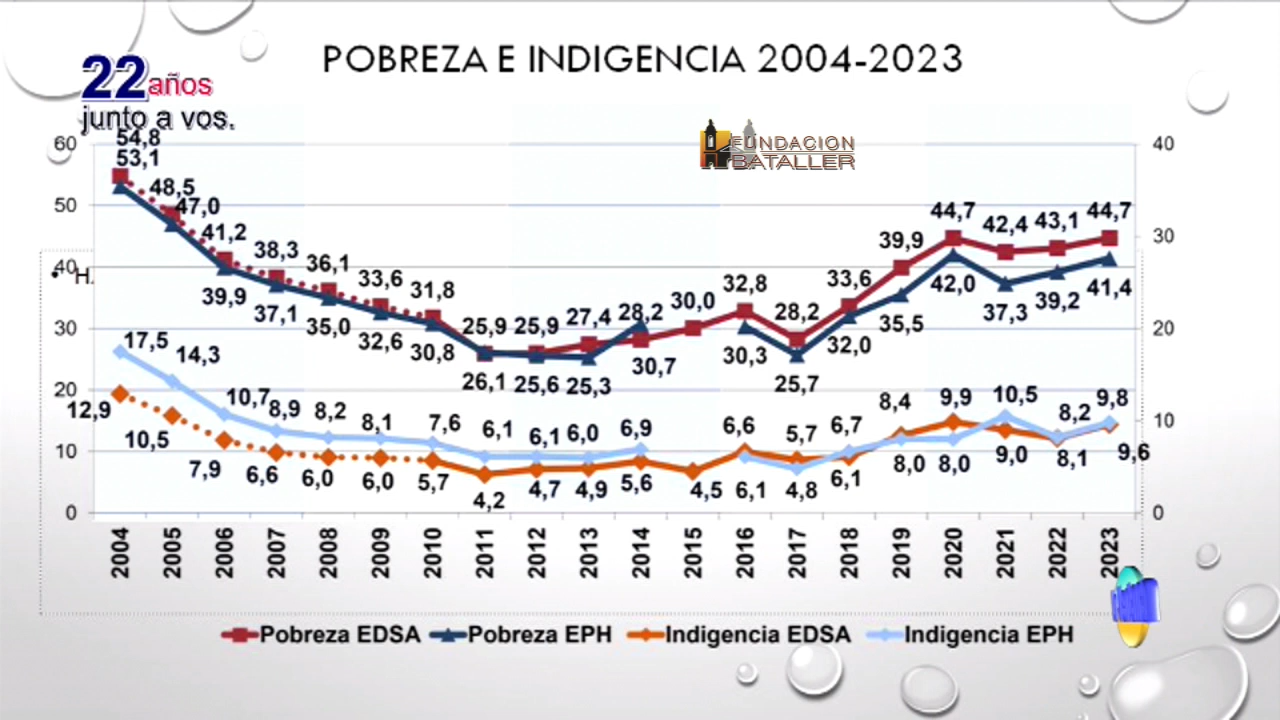 POBREZA E INDIGENCIA 2004-2023
22 años
junto a vos.
FUNDACION
BATALLER
60 50 40 30 20 10 0
40 30 20 10 0
• H.
54,8 48,5 41,2 38,3 36,1 33,6 31,8 25,9 25,9 27,4 28,2 30,0 32,8 28,2 33,6 39,9 44,7 42,4 43,1 44,7
53,1 47,0 39,9 37,1 35,0 32,6 30,8 26,1 25,6 25,3 30,7 30,3 25,7 32,0 35,5 42,0 37,3 39,2 41,4
17,5 14,3 10,7 8,9 8,2 8,1 7,6 6,1 6,1 6,0 6,9 6,6 5,7 6,7 8,4 9,9 10,5 8,2 9,8
12,9 10,5 7,9 6,6 6,0 6,0 5,7 4,2 4,7 4,9 5,6 4,5 6,1 4,8 6,1 8,0 8,0 9,0 8,1 9,6
2004 2005 2006 2007 2008 2009 2010 2011 2012 2013 2014 2015 2016 2017 2018 2019 2020 2021 2022 2023
Pobreza EDSA Pobreza EPH Indigencia EDSA Indigencia EPH